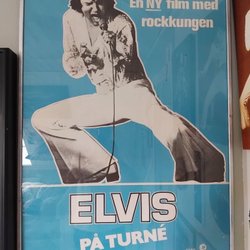 En NY film med
rockkungen
ELVIS
PÅ TURNÉ